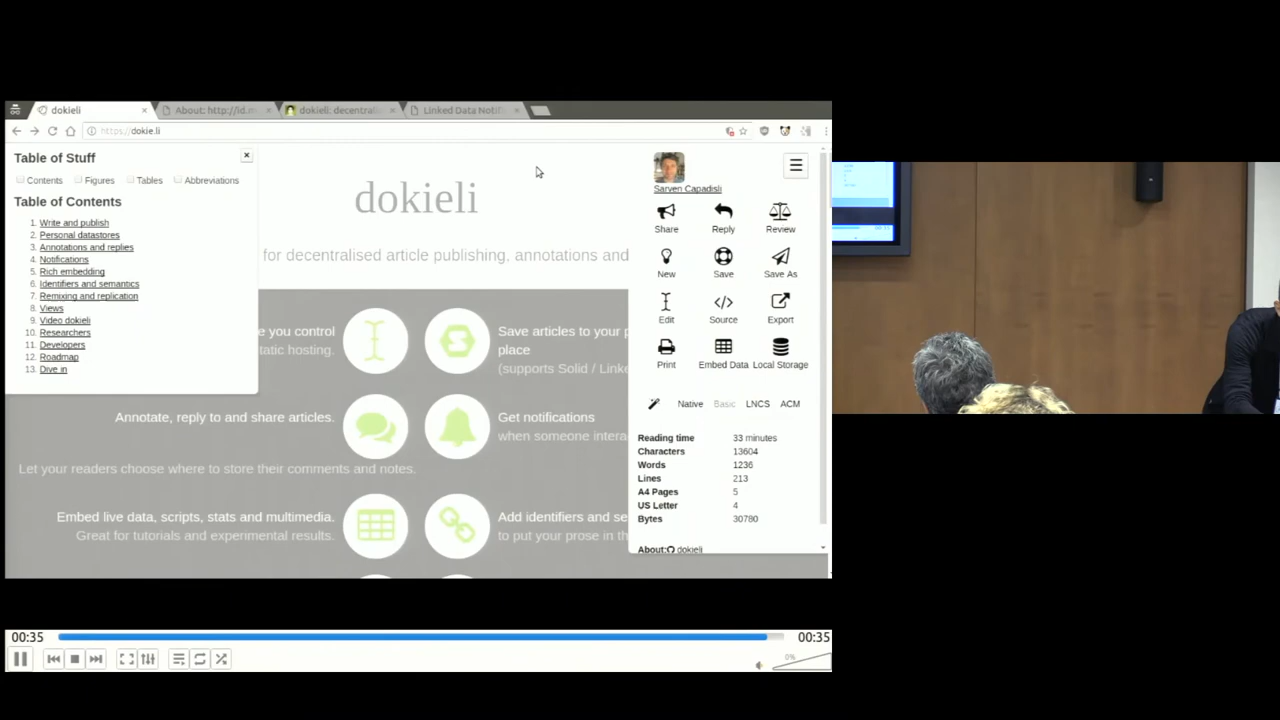 dokieli
About: http://id.m
dokieli: decentrali
Linked Data Notifi
https://dokie.li
Table of Stuff
Contents Figures Tables Abbreviations
Table of Contents
1. Write and publish
2. Personal datastores
3. Annotations and replies
4. Notifications
5. Rich embedding
6. Identifiers and semantics
7. Remixing and replication
8. Views
9. Video dokieli
10. Researchers
11. Developers
12. Roadmap
13. Dive in
dokieli
for decentralised article publishing, annotations and
e you control
tatic hosting.
Save articles to your p
place
(supports Solid / Linke
Annotate, reply to and share articles.
Let your readers choose where to store their comments and notes.
Get notifications
when someone intera
Embed live data, scripts, stats and multimedia.
Great for tutorials and experimental results.
Add identifiers and se
to put your prose in th
Sarven Capadisli
Share Reply Review
New Save Save As
Edit Source Export
Print Embed Data Local Storage
Native Basic LNCS ACM
Reading time 33 minutes
Characters 13604
Words 1236
Lines 213
A4 Pages 5
US Letter 4
Bytes 30780
About: dokieli
00:35 00:35
0%